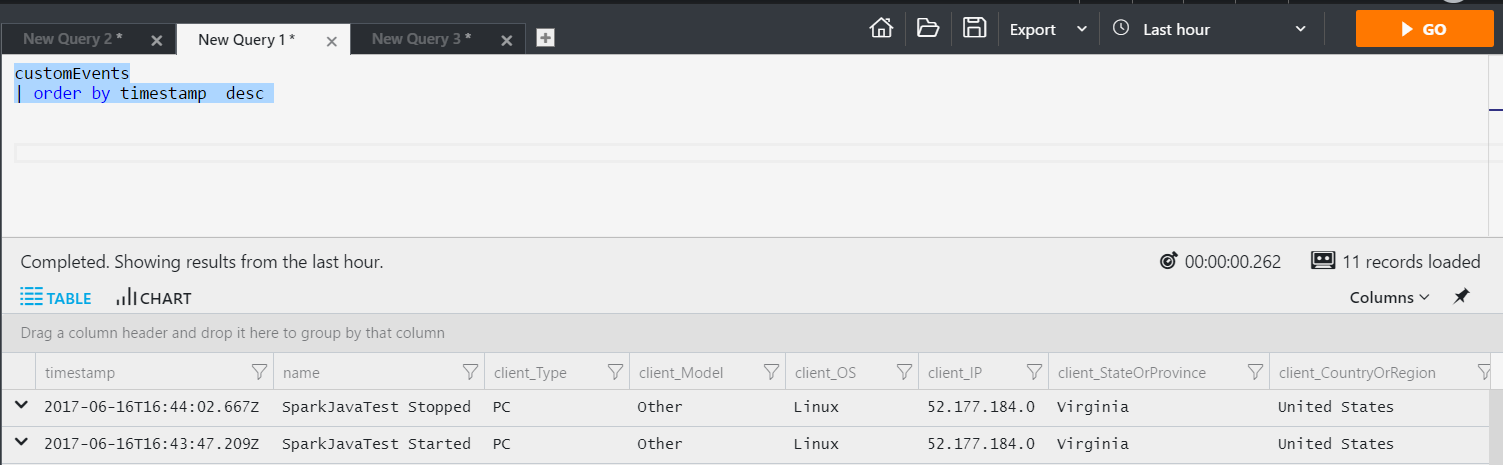 New Query 2 *
New Query 1 *
New Query 3 *
Export
Last hour
GO
customEvents
| order by timestamp  desc
Completed. Showing results from the last hour.
00:00:00.262
11 records loaded
TABLE
CHART
Columns
Drag a column header and drop it here to group by that column
timestamp name client_Type client_Model client_OS client_IP client_StateOrProvince client_CountryOrRegion
2017-06-16T16:44:02.667Z SparkJavaTest Stopped PC Other Linux 52.177.184.0 Virginia United States
2017-06-16T16:43:47.209Z SparkJavaTest Started PC Other Linux 52.177.184.0 Virginia United States